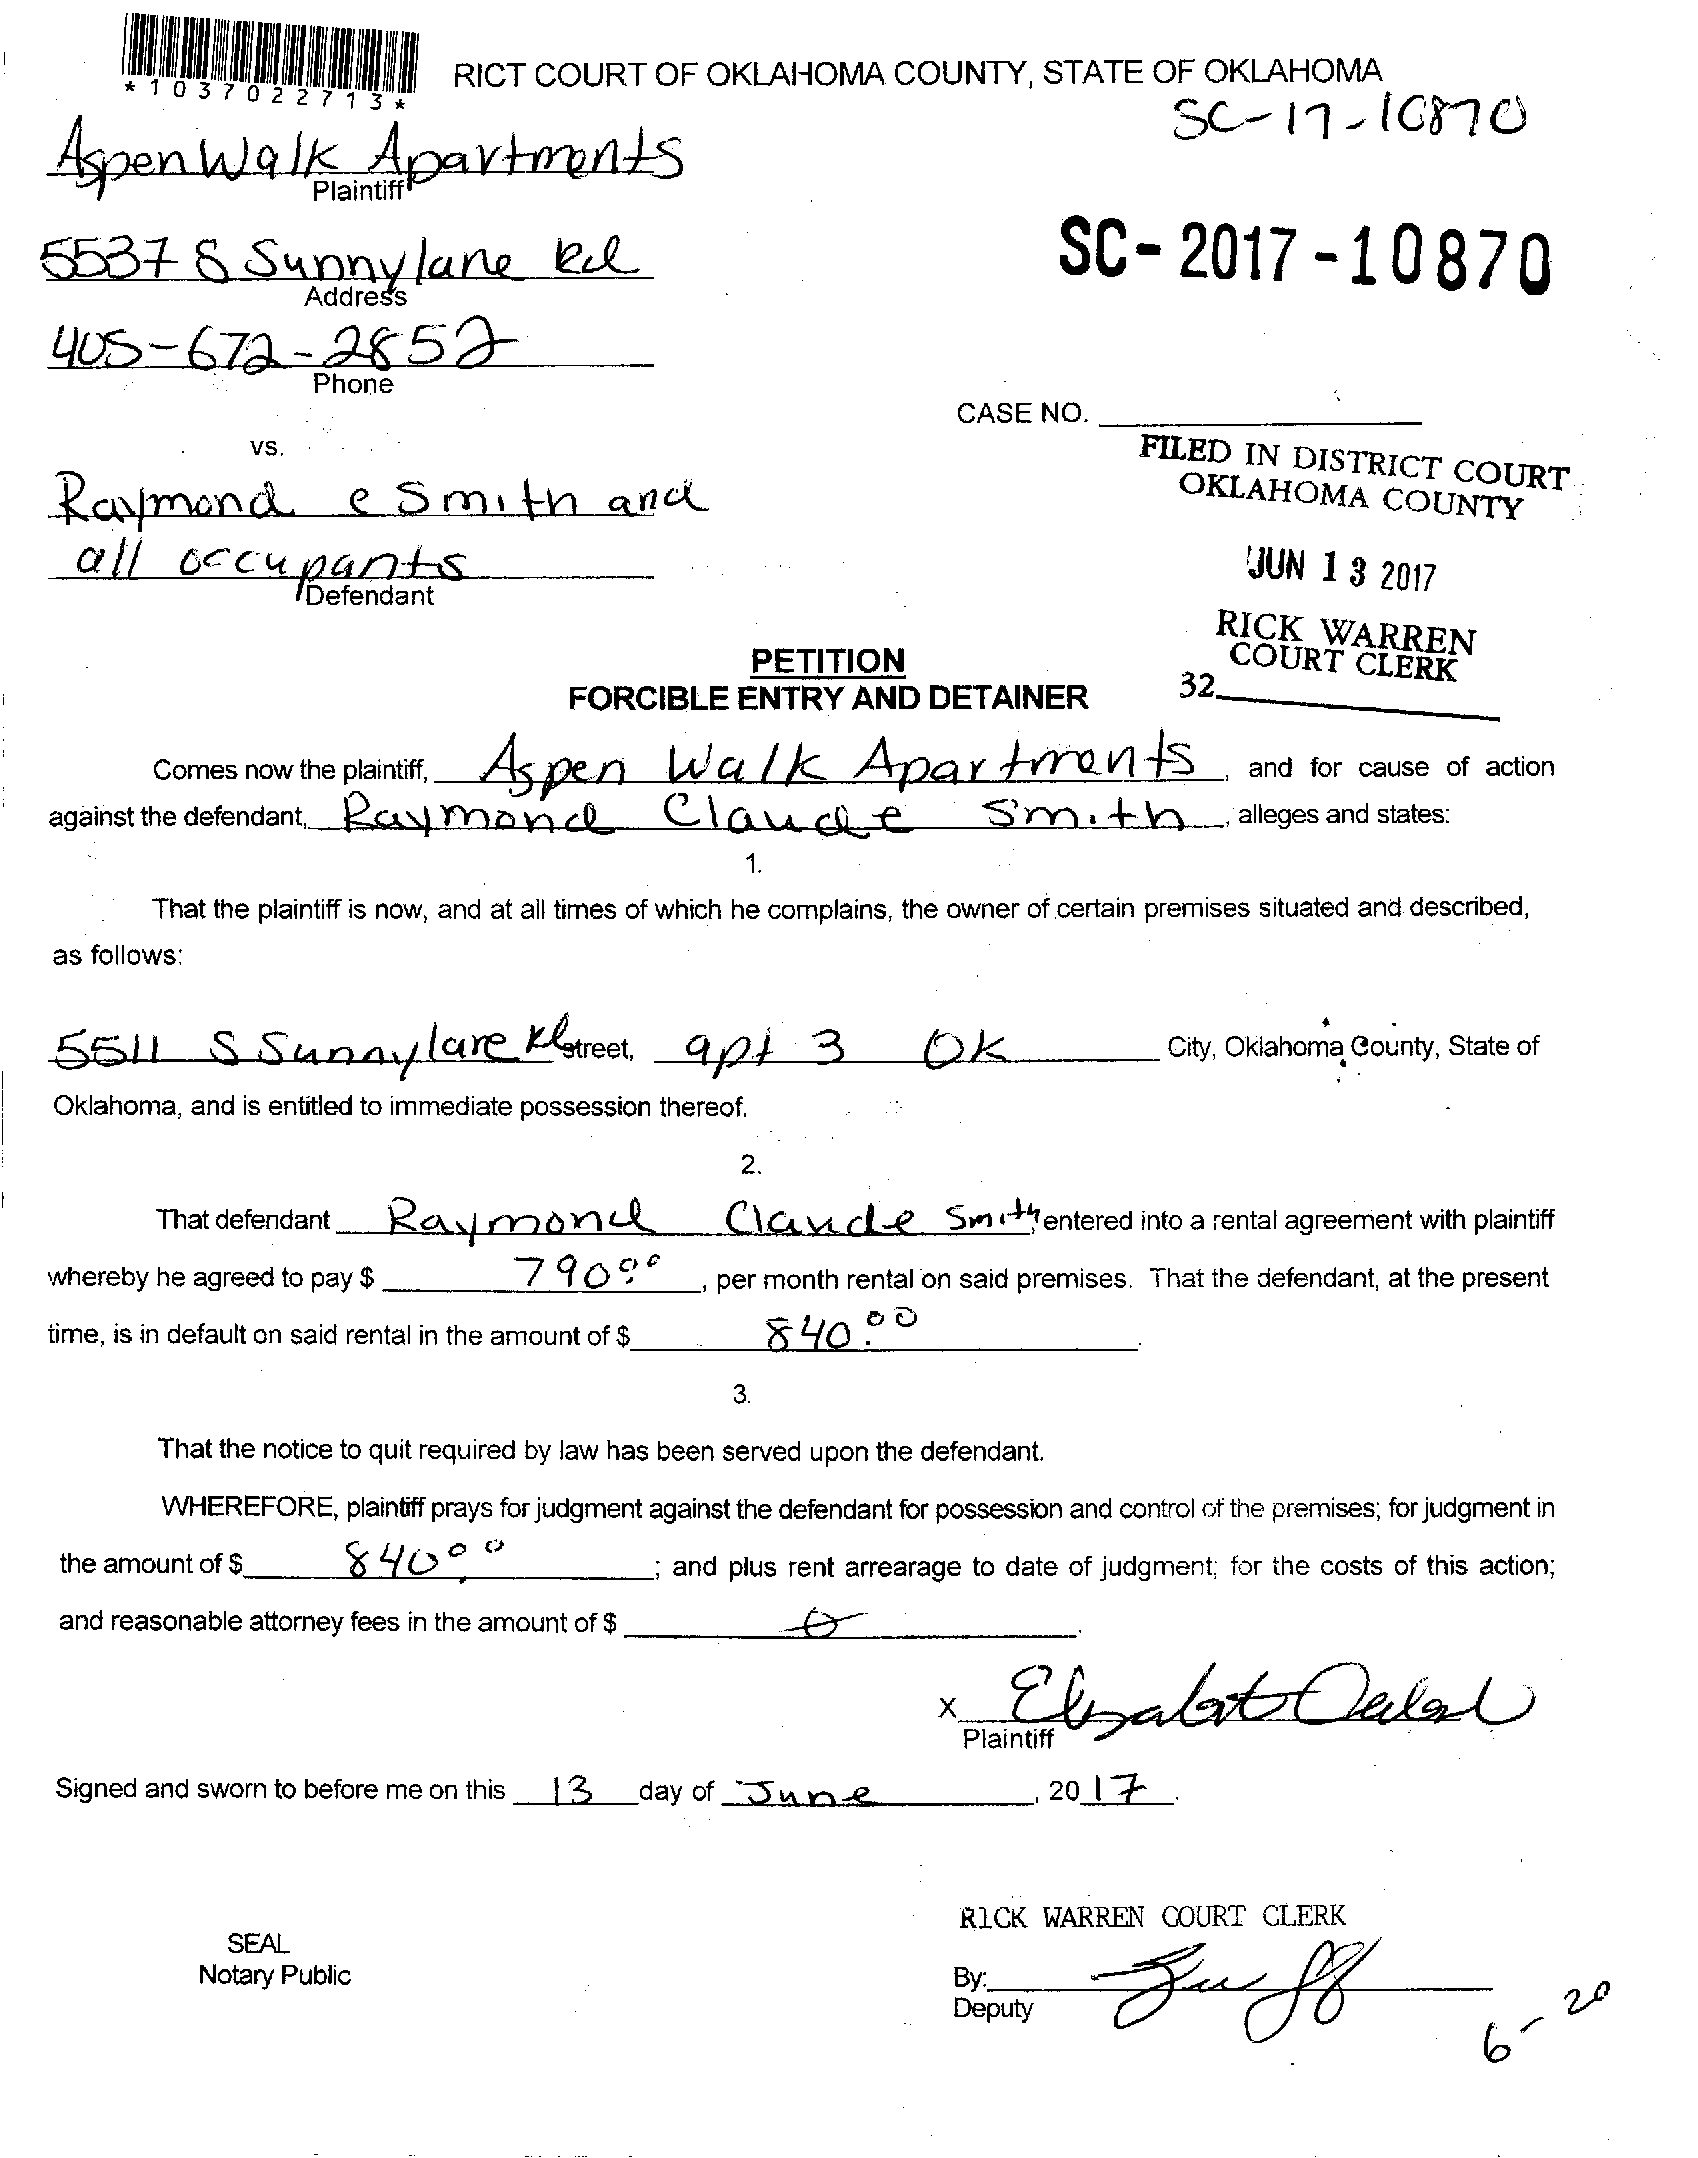 *1037022713*
RICT COURT OF OKLAHOMA COUNTY, STATE OF OKLAHOMA
SC-17-10870
Aspen Walk Apartments
Plaintiff
5537 S Sunnylane Rd
Address
SC-2017-10870
405-672-2852
Phone
CASE NO.
vs.
FILED IN DISTRICT COURT
OKLAHOMA COUNTY
Raymond c Smith and
all occupants
Defendant
JUN 13 2017
RICK WARREN
COURT CLERK
32
PETITION
FORCIBLE ENTRY AND DETAINER
Comes now the plaintiff, Aspen Walk Apartments, and for cause of action
against the defendant, Raymond Claude Smith, alleges and states:
1.
That the plaintiff is now, and at all times of which he complains, the owner of certain premises situated and described,
as follows:
5511 S Sunnylane Rd Street, apt 3 OK City, Oklahoma County, State of
Oklahoma, and is entitled to immediate possession thereof.
2.
That defendant Raymond Claude Smith entered into a rental agreement with plaintiff
whereby he agreed to pay $ 790.00, per month rental on said premises. That the defendant, at the present
time, is in default on said rental in the amount of $ 840.00.
3.
That the notice to quit required by law has been served upon the defendant.
WHEREFORE, plaintiff prays for judgment against the defendant for possession and control of the premises; for judgment in
the amount of $ 840.00; and plus rent arrearage to date of judgment; for the costs of this action;
and reasonable attorney fees in the amount of $ 0.
X Elizabeth
Plaintiff
Signed and sworn to before me on this 13 day of June, 2017.
RICK WARREN COURT CLERK
SEAL
Notary Public
By:
Deputy
6-20